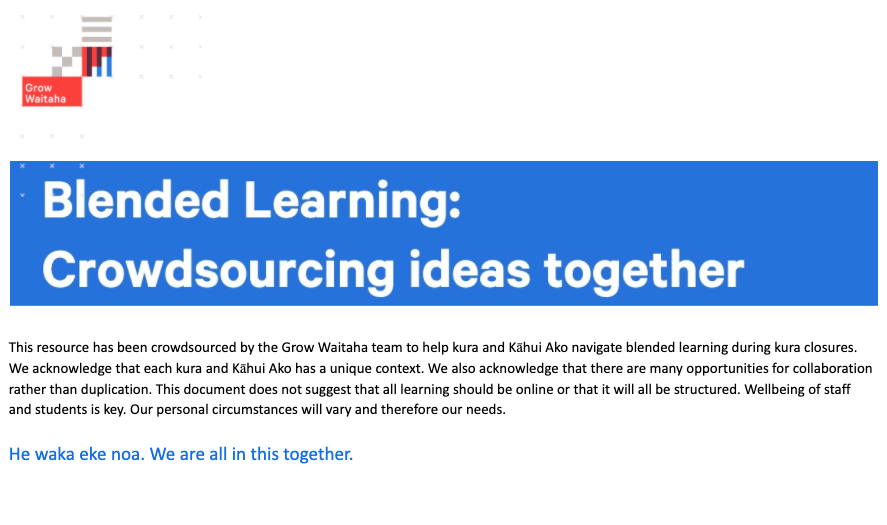 Grow
Waitaha
Blended Learning:
Crowdsourcing ideas together
This resource has been crowdsourced by the Grow Waitaha team to help kura and Kāhui Ako navigate blended learning during kura closures.
We acknowledge that each kura and Kāhui Ako has a unique context. We also acknowledge that there are many opportunities for collaboration
rather than duplication. This document does not suggest that all learning should be online or that it will all be structured. Wellbeing of staff
and students is key. Our personal circumstances will vary and therefore our needs.
He waka eke noa. We are all in this together.